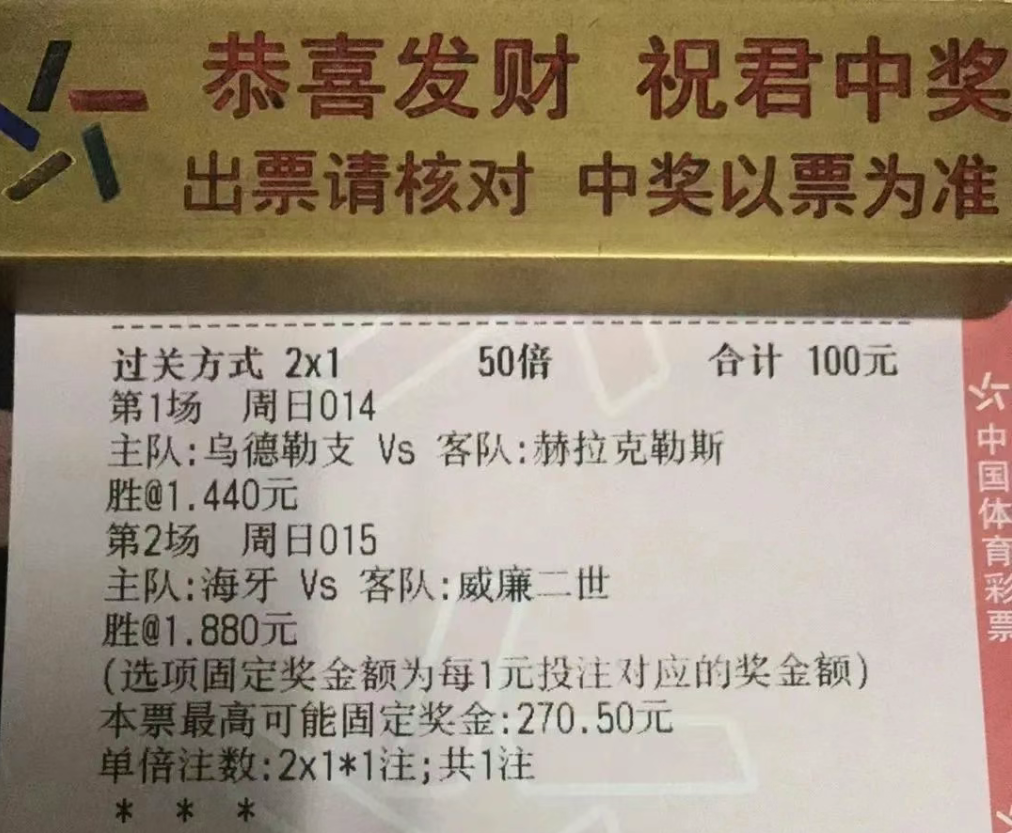 恭喜发财 祝君中奖
出票请核对 中奖以票为准
过关方式 2x1 50倍 合计 100元
第1场 周日014
主队:乌德勒支 Vs 客队:赫拉克勒斯
胜@1.440元
第2场 周日015
主队:海牙 Vs 客队:威廉二世
胜@1.880元
(选项固定奖金额为每1元投注对应的奖金额)
本票最高可能固定奖金:270.50元
单倍注数:2x1*1注;共1注
* * *
中国体育彩票